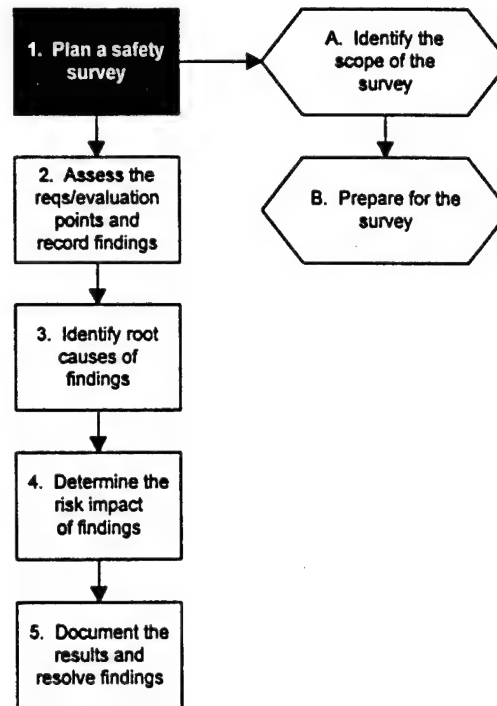 1. Plan a safety
survey
A. Identify the
scope of the
survey
2. Assess the
reqs/evaluation
points and
record findings
B. Prepare for the
survey
3. Identify root
causes of
findings
4. Determine the
risk impact
of findings
5. Document the
results and
resolve findings